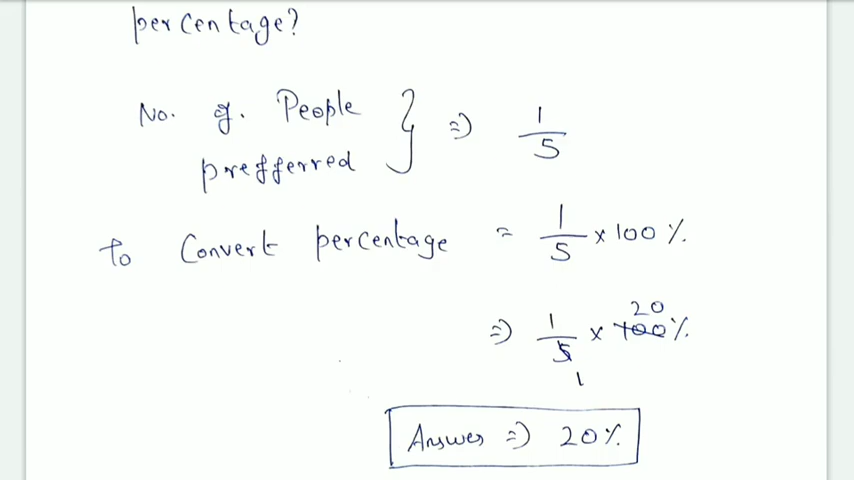 percentage?
No. of. People } => 1/5
prefferred
To Convert percentage = 1/5 × 100 %.
=> 1/5 × 100 %. 20
1
Answer => 20%.